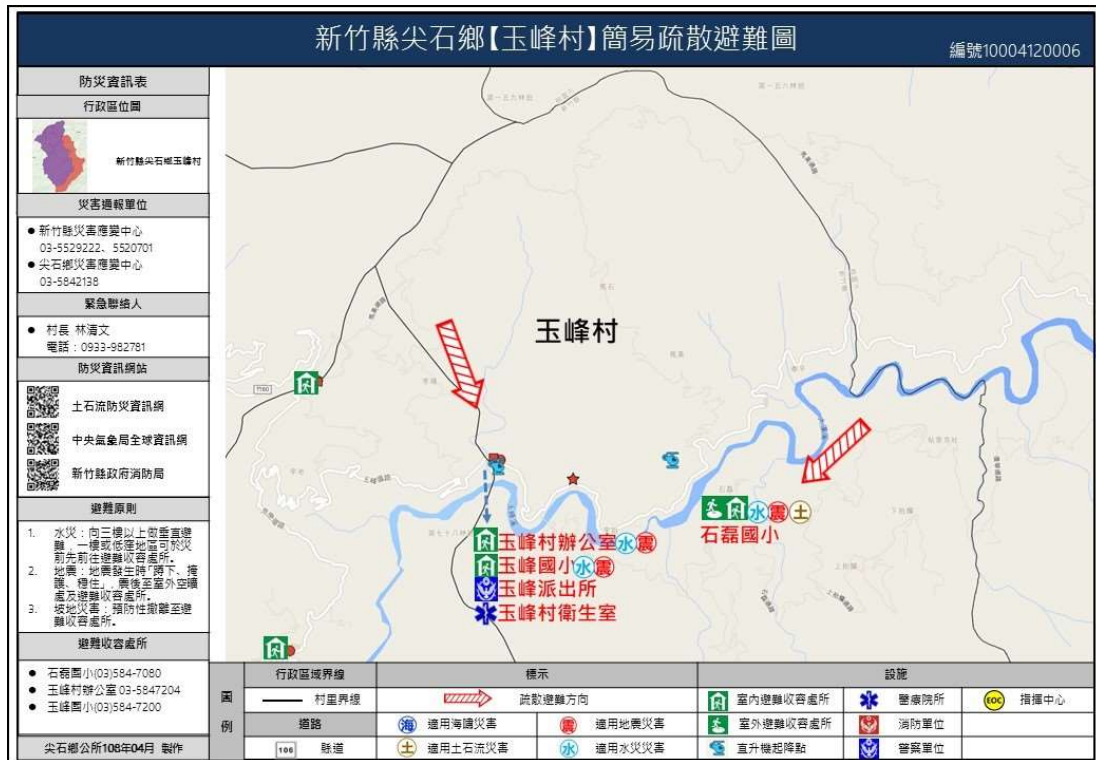 新竹縣尖石鄉【玉峰村】簡易疏散避難圖
編號10004120006
防災資訊表
行政區位圖
新竹縣尖石鄉玉峰村
災害通報單位
● 新竹縣災害應變中心
03-5529222、5520701
● 尖石鄉災害應變中心
03-5842138
緊急聯絡人
● 村長
電話:0933-982781
防災資訊網站
土石流防災資訊網
中央氣象局全球資訊網
新竹縣政府消防局
避難原則
1. 水災:向三樓以上做垂直避
難,一樓或低窪地區可於災
前先前往避難收容處所。
2. 地震:地震發生時「趴下、掩
護、穩住」,震後至室外空曠
處及避難收容處所。
3. 坡地災害:預防性撤離至避
難收容處所。
避難收容處所
● 石磊國小(03)584-7080
● 玉峰村辦公室 03-5847204
● 玉峰國小(03)584-7200
尖石鄉公所108年04月 製作
玉峰村
玉峰村辦公室 水 震
玉峰國小 水 震
玉峰派出所
玉峰村衛生室
水 震 土
石磊國小
圖例
行政區域界線
村里界線
道路
106 縣道
標示
疏散避難方向
海 適用海嘯災害
震 適用地震災害
土 適用土石流災害
水 適用水災災害
設施
室內避難收容處所
醫療院所
EOC 指揮中心
室外避難收容處所
消防單位
直升機起降點
警察單位